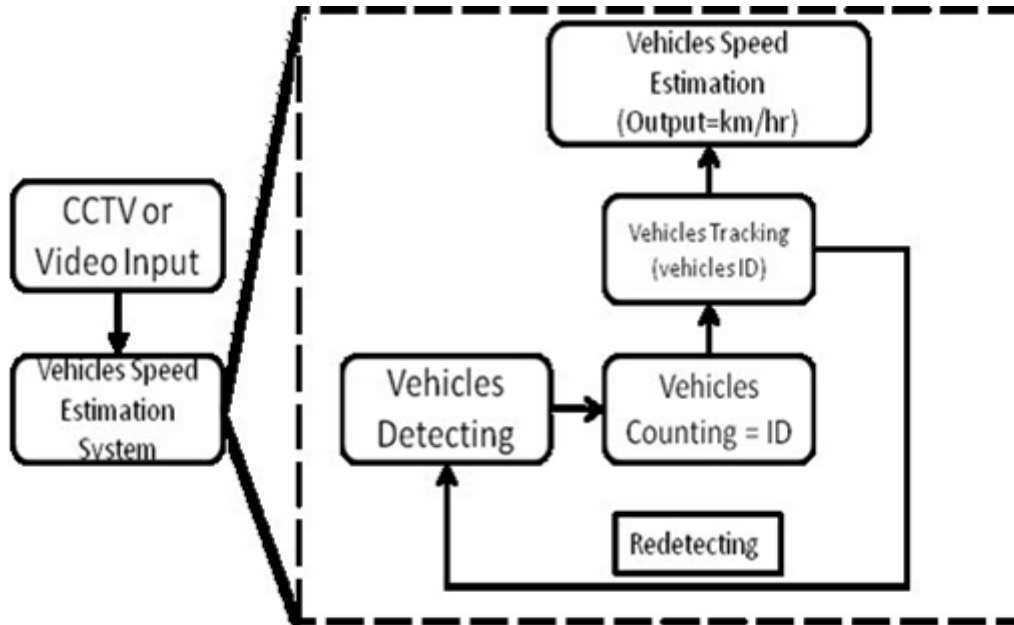 CCTV or
Video Input
Vehicles Speed
Estimation
System
Vehicles Speed
Estimation
(Output=km/hr)
Vehicles Tracking
(vehicles ID)
Vehicles
Detecting
Vehicles
Counting = ID
Redetecting